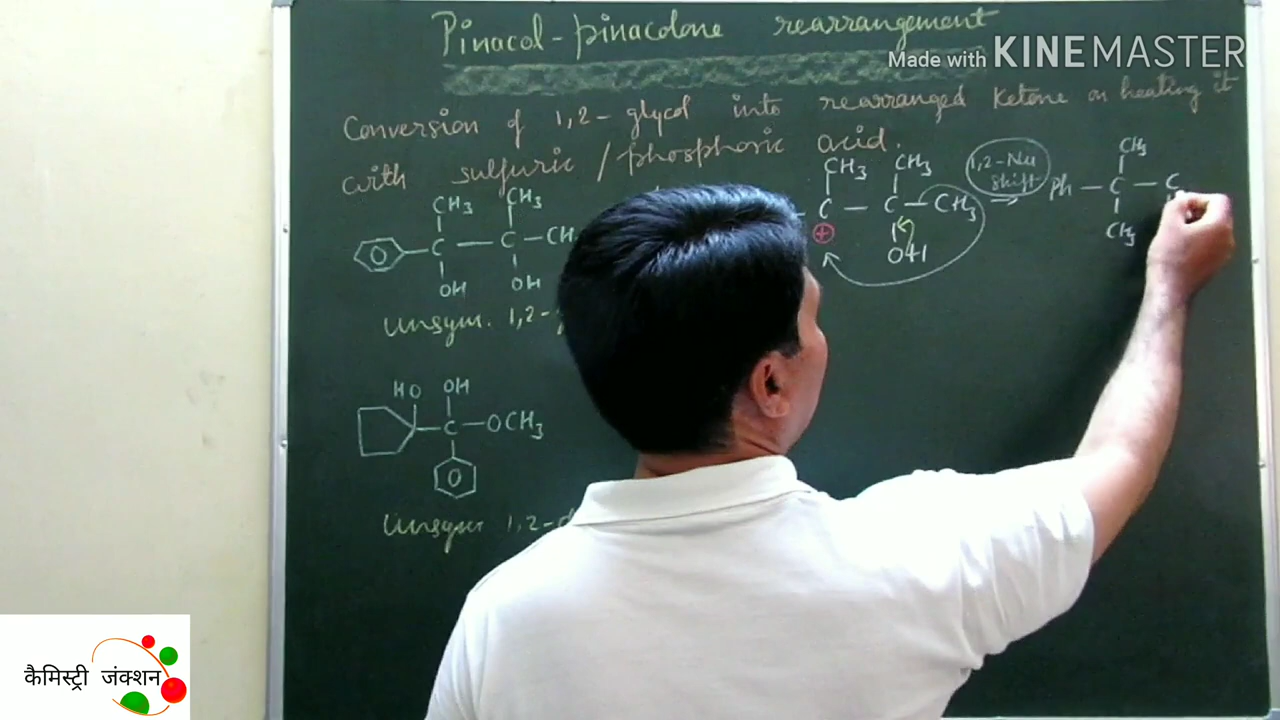 Pinacol-pinacolone rearrangement
Made with KINEMASTER
Conversion of 1,2-glycol into rearranged Ketone on heating it
with sulfuric / phosphoric acid.
CH3 CH3
C — C — CH
OH OH
Unsym. 1,2-
CH3 CH3
C — C — CH3
⊕ OH
1,2-Nu
shift
CH3
Ph — C — C
CH3
HO OH
C — OCH3
Unsym 1,2-d
कैमिस्ट्री जंक्शन